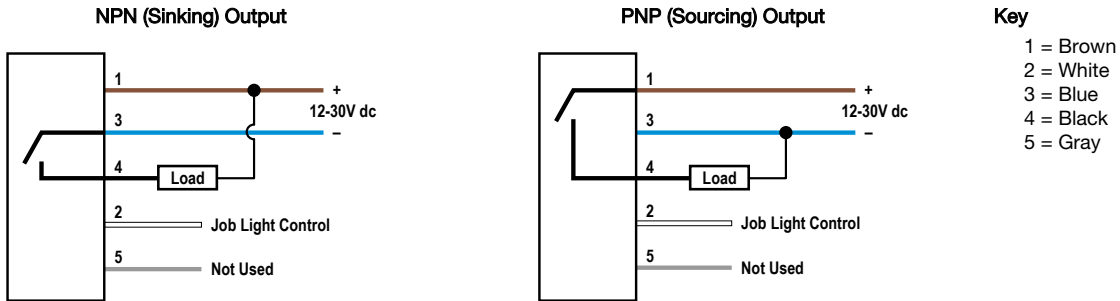 NPN (Sinking) Output
1
+
12-30V dc
3
–
4
Load
2
Job Light Control
5
Not Used
PNP (Sourcing) Output
1
+
12-30V dc
3
–
4
Load
2
Job Light Control
5
Not Used
Key
1 = Brown
2 = White
3 = Blue
4 = Black
5 = Gray